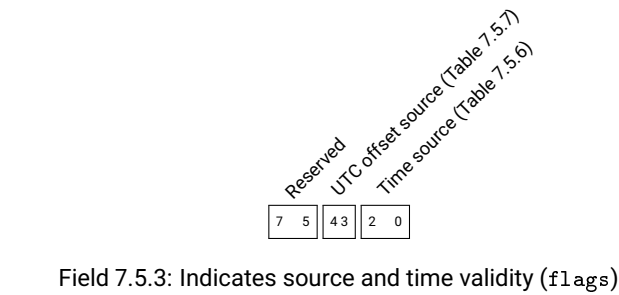 Reserved
UTC offset source (Table 7.5.7)
Time source (Table 7.5.6)
7 5 4 3 2 0
Field 7.5.3: Indicates source and time validity (flags)